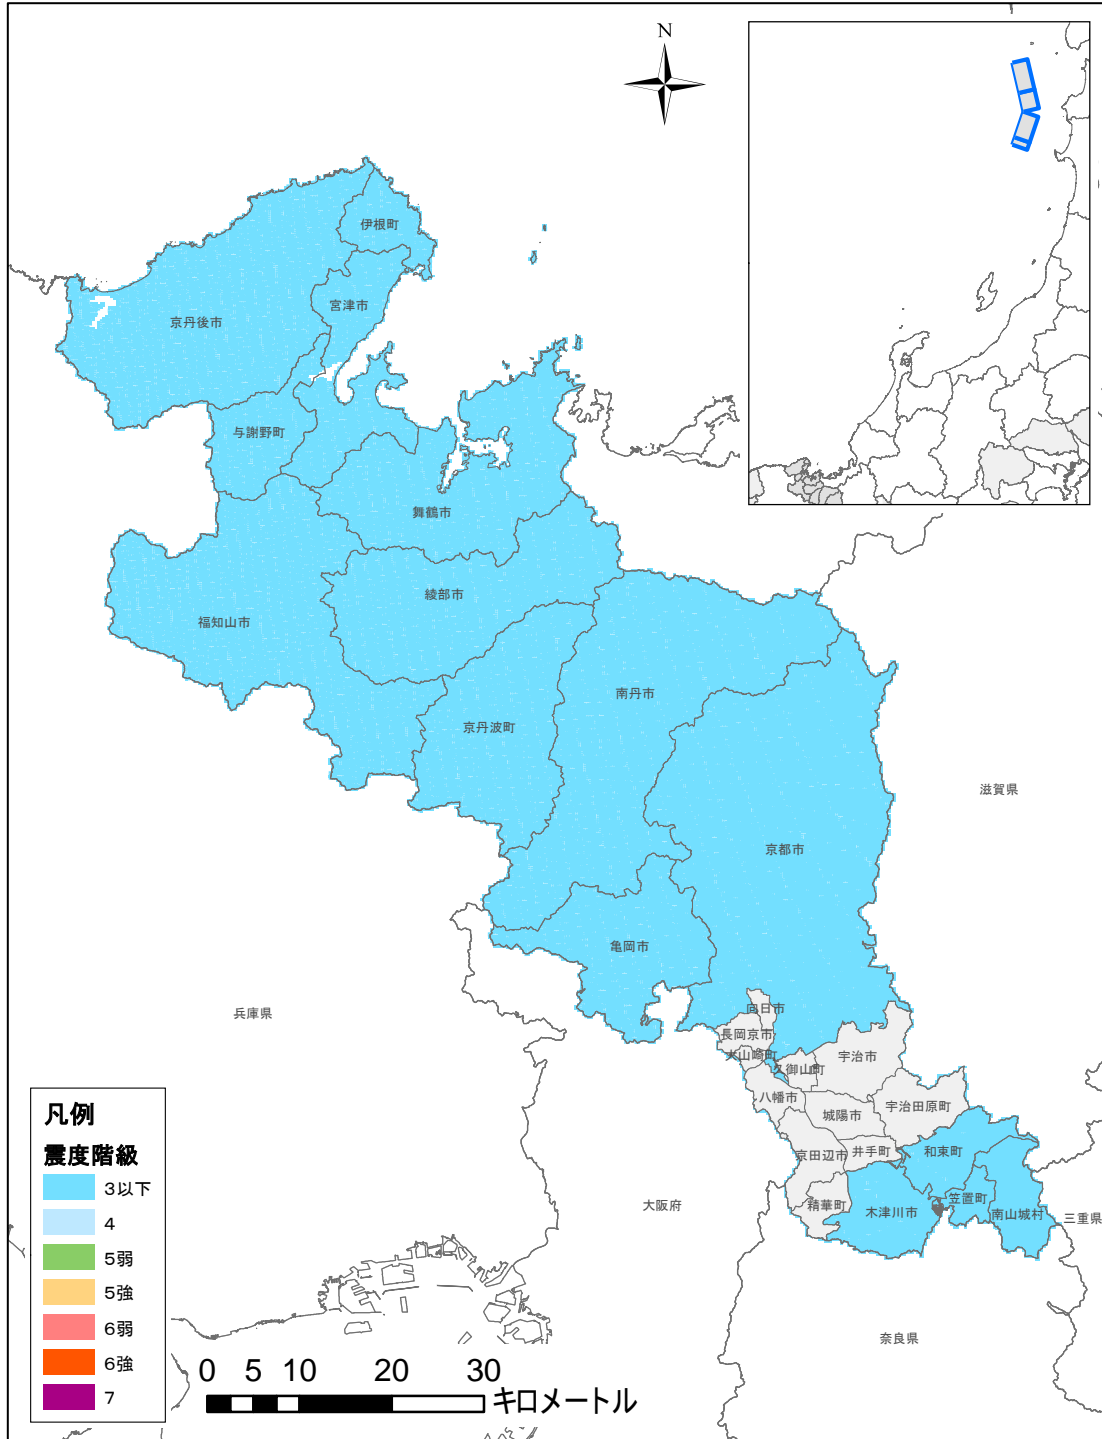 N
伊根町
宮津市
京丹後市
与謝野町
舞鶴市
綾部市
福知山市
南丹市
京丹波町
滋賀県
京都市
亀岡市
兵庫県
向日市
長岡京市
大山崎町
久御山町
宇治市
八幡市
城陽市
宇治田原町
京田辺市
井手町
和束町
精華町
木津川市
笠置町
南山城村
三重県
大阪府
奈良県
凡例
震度階級
3以下
4
5弱
5強
6弱
6強
7
0 5 10 20 30
キロメートル